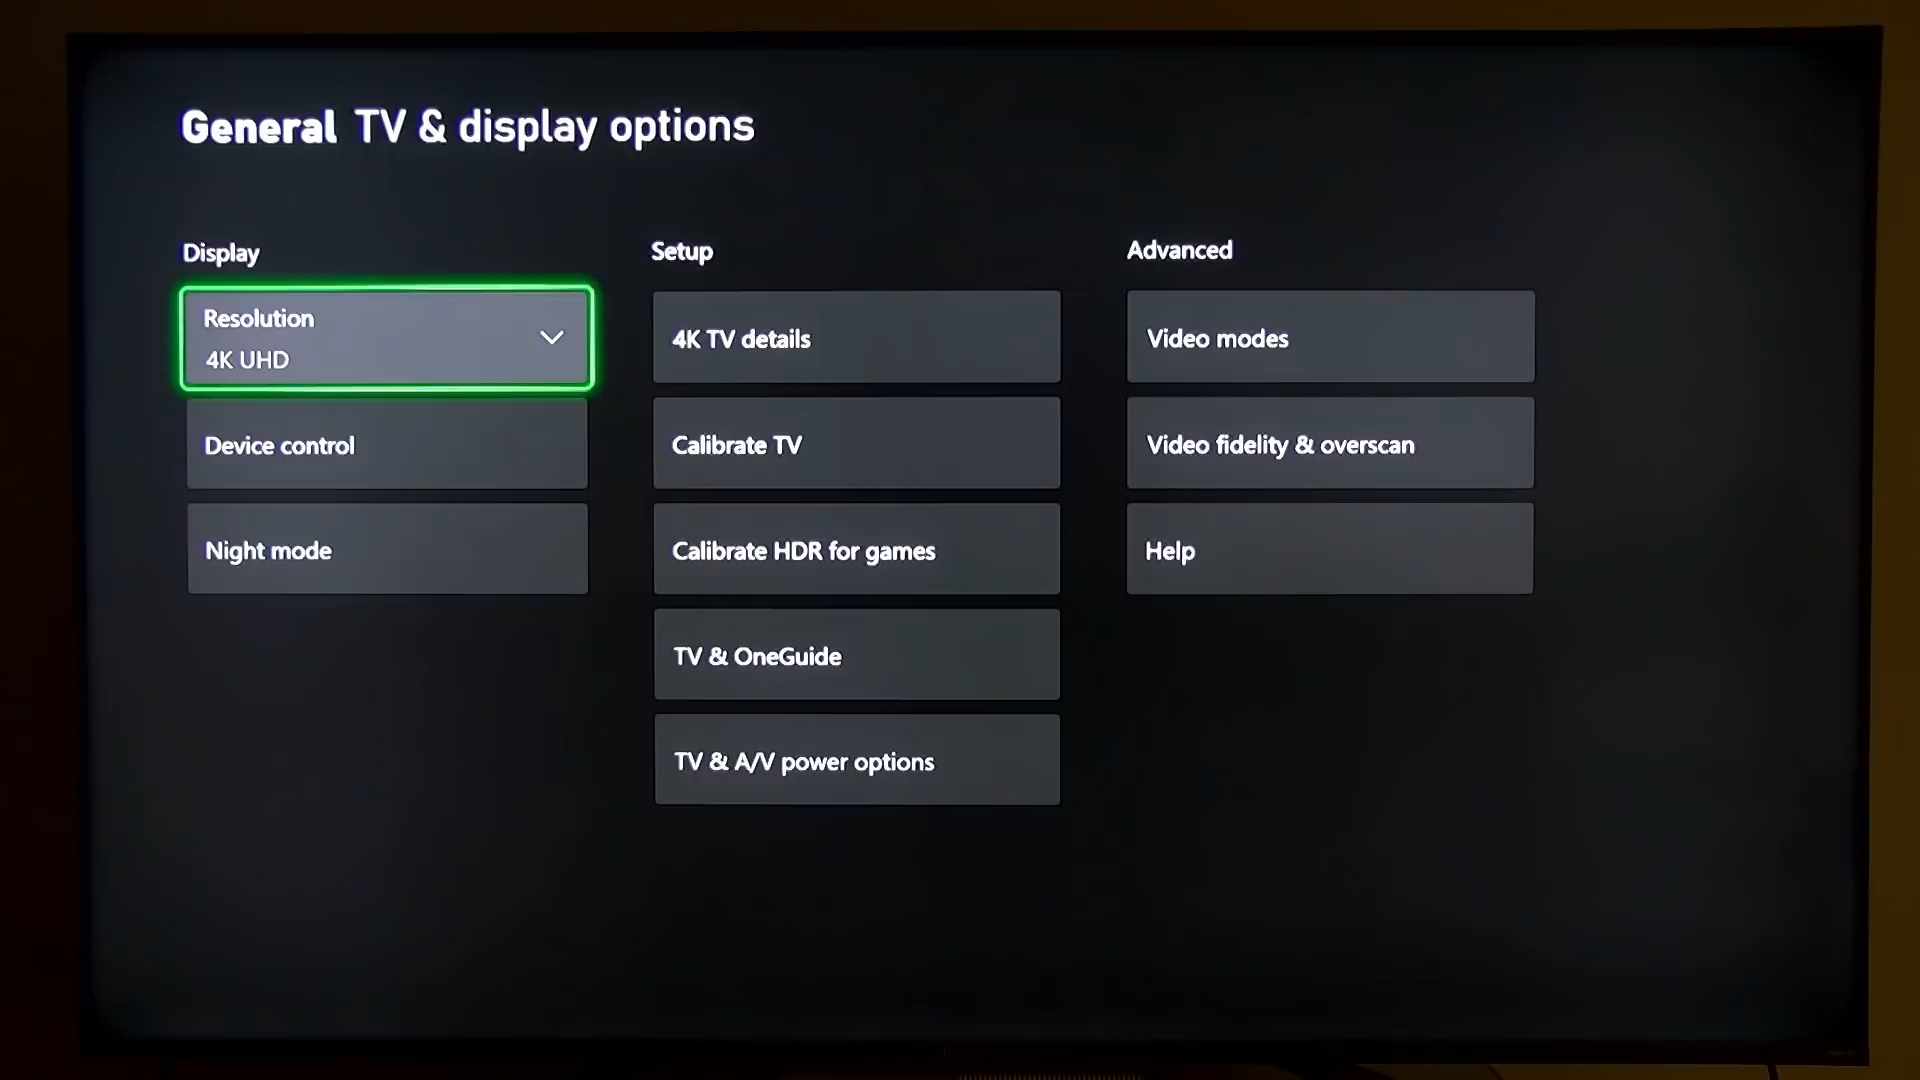 General TV & display options
Display
Resolution
4K UHD
Device control
Night mode
Setup
4K TV details
Calibrate TV
Calibrate HDR for games
TV & OneGuide
TV & A/V power options
Advanced
Video modes
Video fidelity & overscan
Help